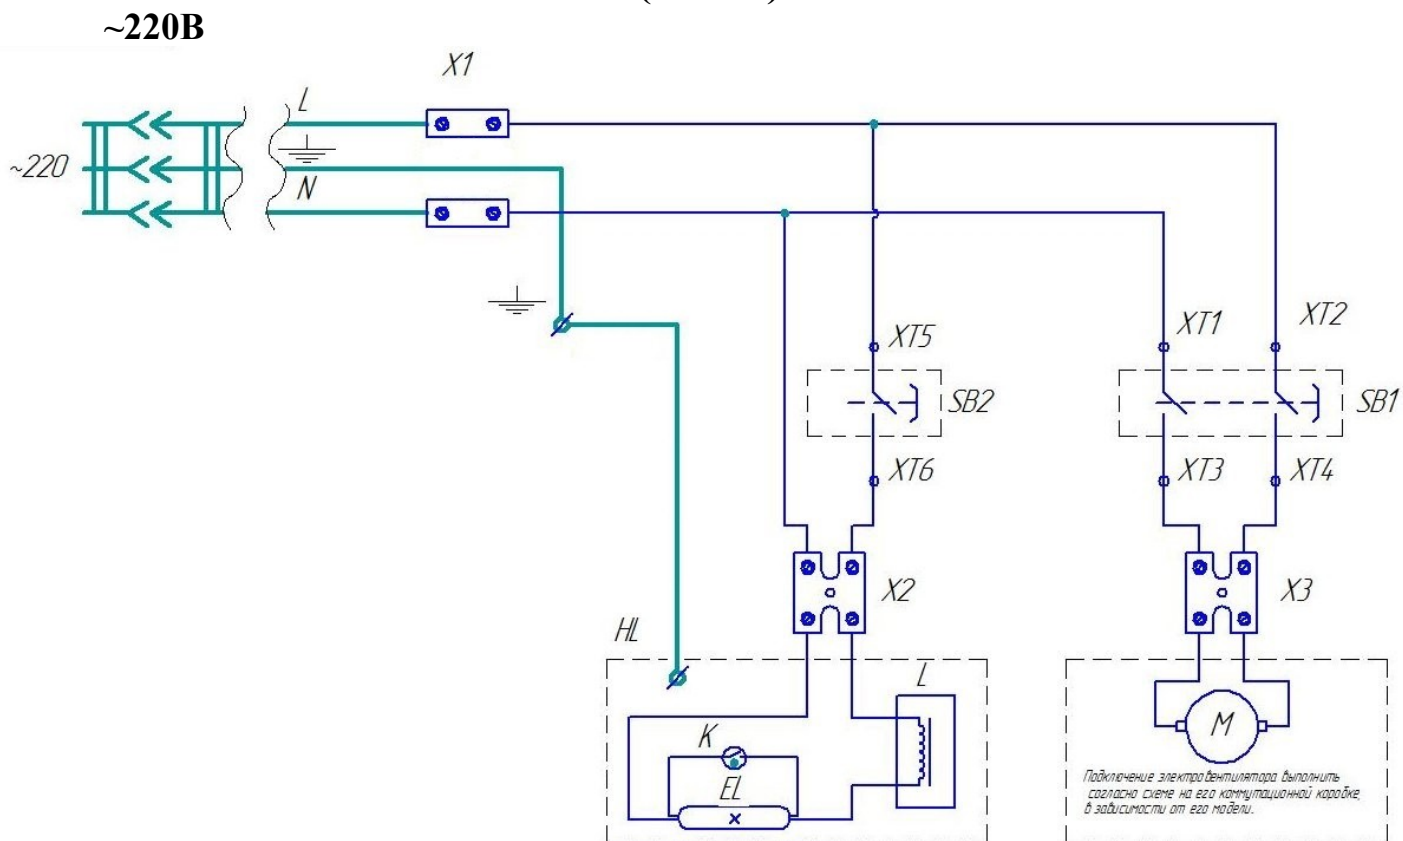 ~220В
X1
L
~220
N
XT5
XT1
XT2
SB2
SB1
XT6
XT3
XT4
X2
X3
HL
L
K
M
EL
Подключение электровентилятора выполнить
согласно схеме на его коммутационной коробке,
в зависимости от его модели.